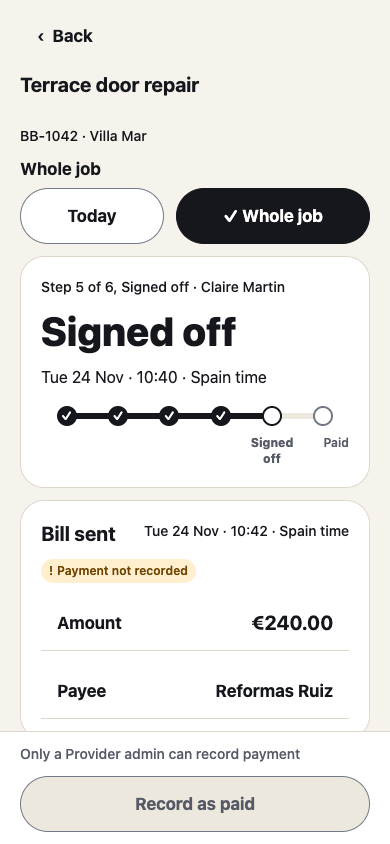 ‹ Back
Terrace door repair
BB-1042 · Villa Mar
Whole job
Today
✓ Whole job
Step 5 of 6, Signed off · Claire Martin
Signed off
Tue 24 Nov · 10:40 · Spain time
Signed off
Paid
Bill sent
Tue 24 Nov · 10:42 · Spain time
! Payment not recorded
Amount
€240.00
Payee
Reformas Ruiz
Only a Provider admin can record payment
Record as paid